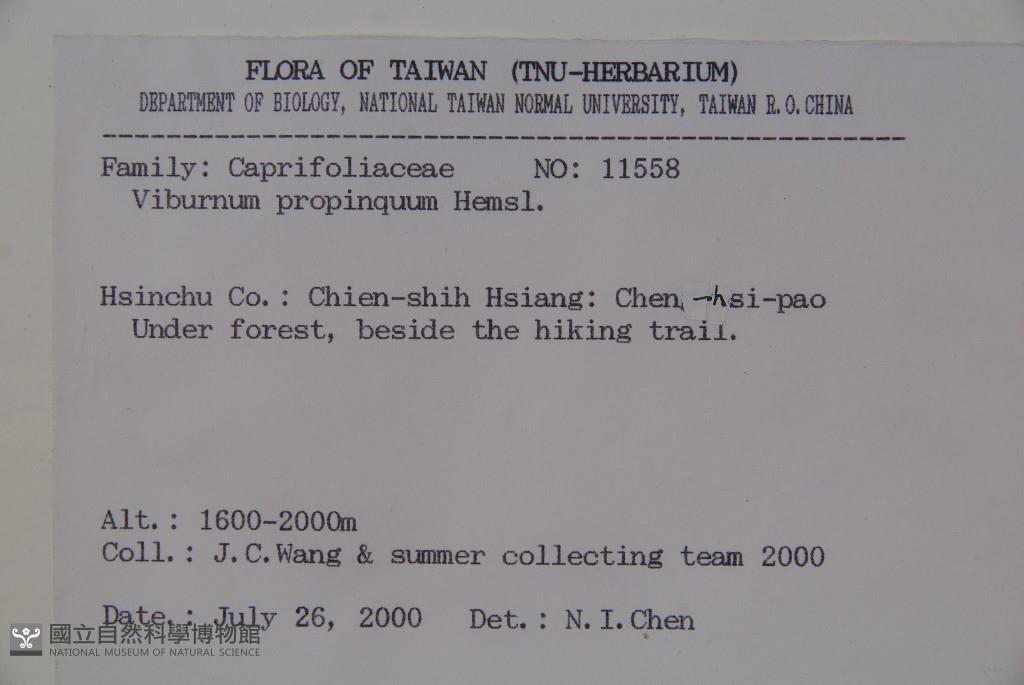 FLORA OF TAIWAN (TNU-HERBARIUM)
DEPARTMENT OF BIOLOGY, NATIONAL TAIWAN NORMAL UNIVERSITY, TAIWAN R.O.CHINA
Family: Caprifoliaceae NO: 11558
Viburnum propinquum Hemsl.
Hsinchu Co.: Chien-shih Hsiang: Chen-hsi-pao
Under forest, beside the hiking trail.
Alt.: 1600-2000m
Coll.: J.C.Wang & summer collecting team 2000
Date.: July 26, 2000 Det.: N.I.Chen
國立自然科學博物館
NATIONAL MUSEUM OF NATURAL SCIENCE